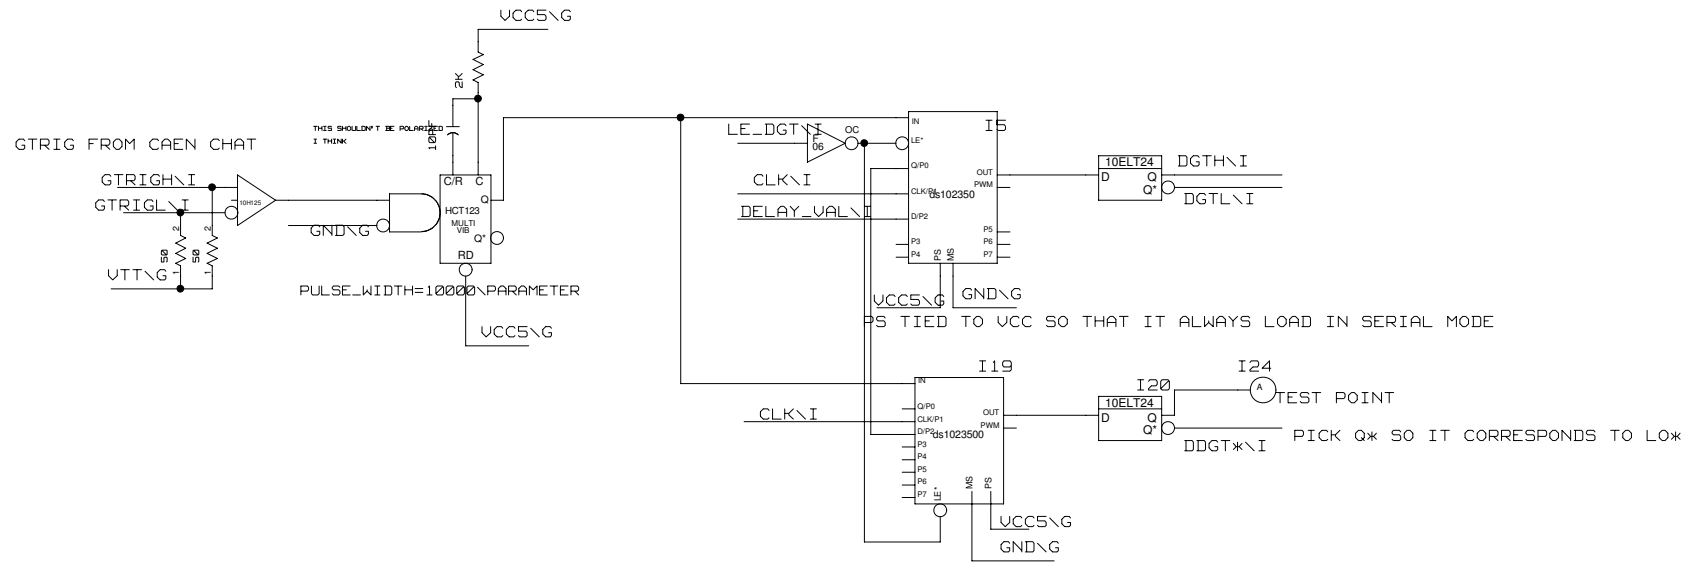 VCC5\G
2K
THIS SHOULDN'T BE POLARIZED
I THINK
GTRIG FROM CAEN CHAT
GTRIGH\I
GTRIGL\I
10H125
2
2
50
50
1
1
VTT\G
GND\G
C/R
C
Q
HCT123
MULTI
VIB
Q*
RD
PULSE_WIDTH=10000\PARAMETER
VCC5\G
LE_DGT\I
F
06
OC
CLK\I
DELAY_VAL\I
I5
IN
LE*
Q/P0
CLK/P1
D/P2
P3
P4
ds102350
OUT
PWM
P5
P6
P7
PS
MS
VCC5\G
GND\G
PS TIED TO VCC SO THAT IT ALWAYS LOAD IN SERIAL MODE
10ELT24
D
Q
Q*
DGTH\I
DGTL\I
I19
IN
Q/P0
CLK/P1
D/P2
P3
P4
P5
P6
P7
LE*
ds1023500
OUT
PWM
MS
PS
CLK\I
VCC5\G
GND\G
I20
10ELT24
D
Q
Q*
I24
A
TEST POINT
DDGT*\I
PICK Q* SO IT CORRESPONDS TO LO*